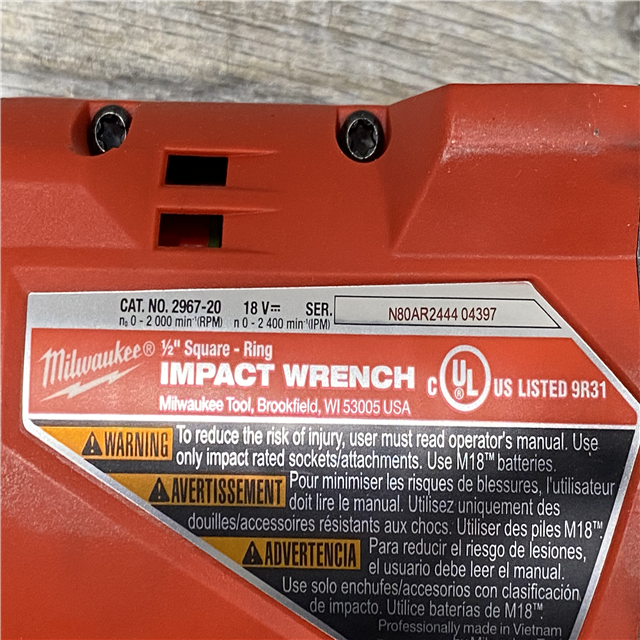 CAT. NO. 2967-20 18 V⎓ SER. N80AR2444 04397
n₀ 0 - 2 000 min⁻¹(RPM) n 0 - 2 400 min⁻¹(IPM)
Milwaukee® ½" Square - Ring
IMPACT WRENCH
Milwaukee Tool, Brookfield, WI 53005 USA
C UL® US LISTED 9R31
WARNING To reduce the risk of injury, user must read operator's manual. Use
only impact rated sockets/attachments. Use M18™ batteries.
AVERTISSEMENT Pour minimiser les risques de blessures, l'utilisateur
doit lire le manual. Utilisez uniquement des
douilles/accessoires résistants aux chocs. Utiliser des piles M18™.
ADVERTENCIA Para reducir el riesgo de lesiones,
el usuario debe leer el manual.
Use solo enchufes/accesorios con clasificación
de impacto. Utilice baterías de M18™.
Professionally made in Vietnam